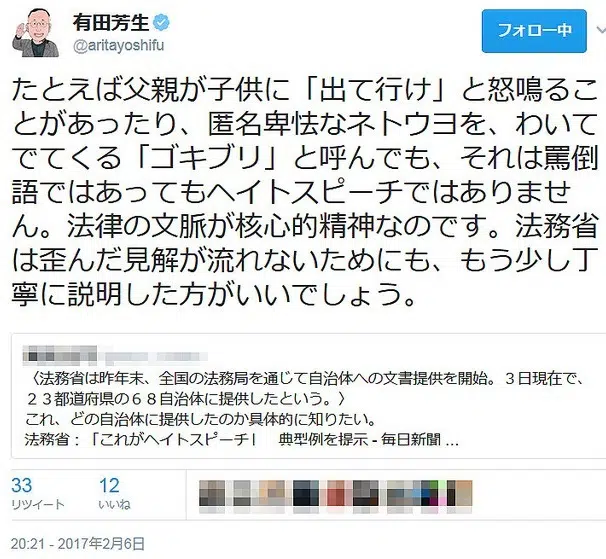 有田芳生
@aritayoshifu
フォロー中
たとえば父親が子供に「出て行け」と怒鳴るこ
とがあったり、匿名卑怯なネトウヨを、わいて
でてくる「ゴキブリ」と呼んでも、それは罵倒
語ではあってもヘイトスピーチではありませ
ん。法律の文脈が核心的精神なのです。法務省
は歪んだ見解が流れないためにも、もう少し丁
寧に説明した方がいいでしょう。
〈法務省は昨年末、全国の法務局を通じて自治体への文書提供を開始。３日現在で、
２３都道府県の６８自治体に提供したという。〉
これ、どの自治体に提供したのか具体的に知りたい。
法務省：「これがヘイトスピーチ」　典型例を提示 - 毎日新聞 ...
33 12
リツイート いいね
20:21 - 2017年2月6日